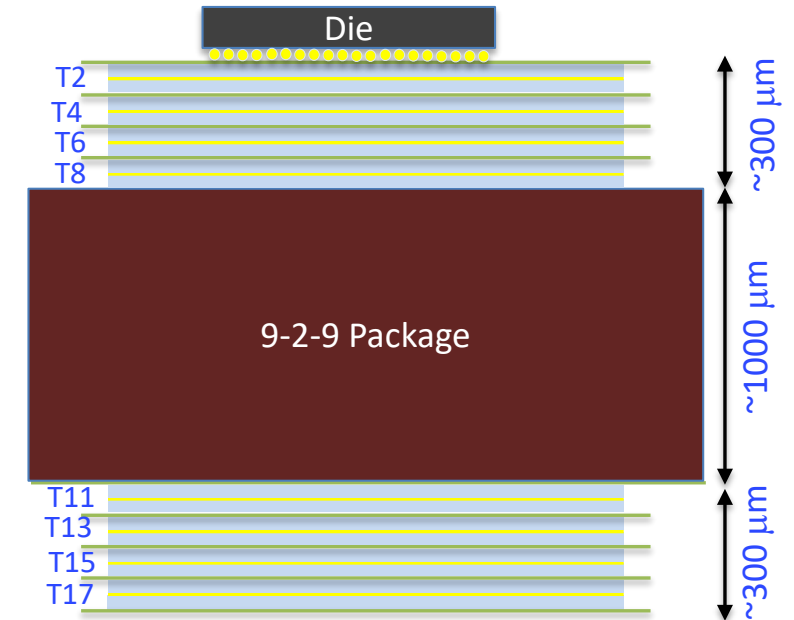 Die
T2
T4
T6
T8
~300 µm
9-2-9 Package
~1000 µm
T11
T13
T15
T17
~300 µm